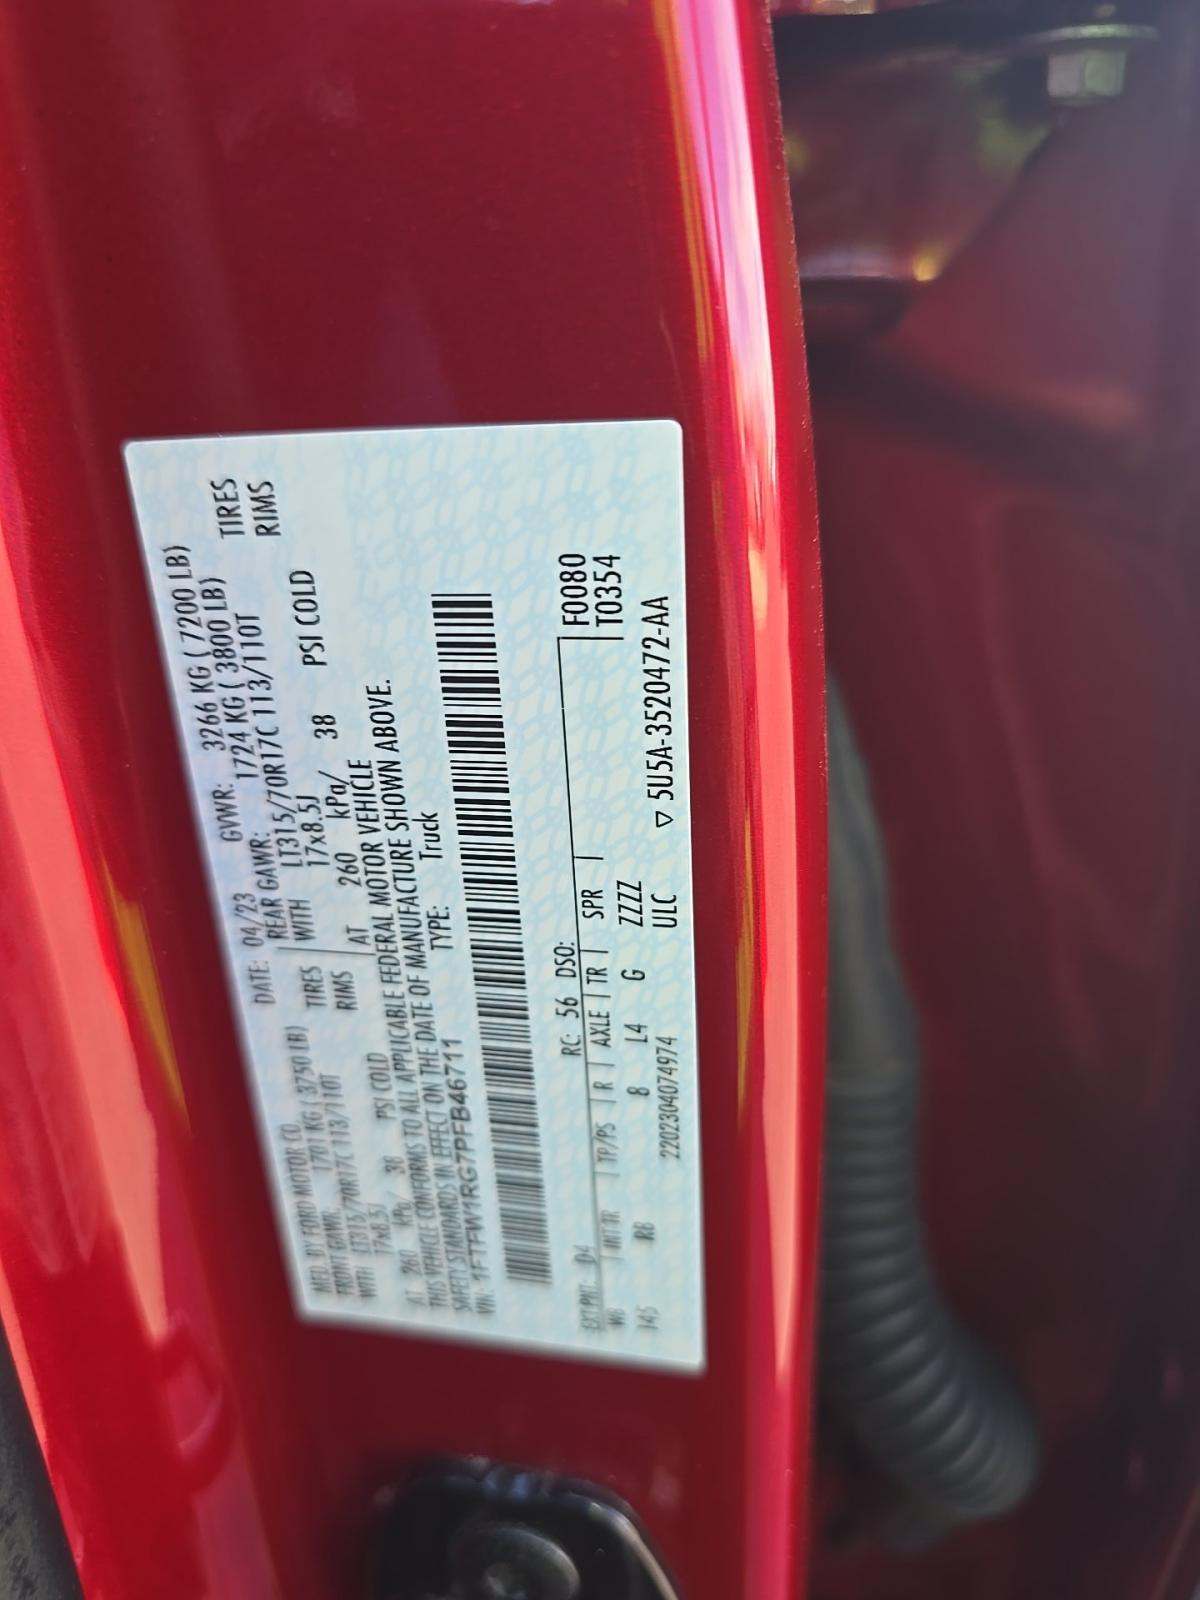 MFD. BY FORD MOTOR CO.
DATE: 04/23 GVWR: 3266 KG ( 7200 LB)
FRONT GAWR: 1701 KG ( 3750 LB) REAR GAWR: 1724 KG ( 3800 LB)
WITH LT315/70R17C 113/110T TIRES WITH LT315/70R17C 113/110T TIRES
17x8.5J RIMS 17x8.5J RIMS
AT 260 kPa/ 38 PSI COLD AT 260 kPa/ 38 PSI COLD
THIS VEHICLE CONFORMS TO ALL APPLICABLE FEDERAL MOTOR VEHICLE
SAFETY STANDARDS IN EFFECT ON THE DATE OF MANUFACTURE SHOWN ABOVE.
VIN: 1FTFW1RG7PFB46711 TYPE: Truck
EXT PNT: D4 RC: 56 DSO: F0080
WB INT TR TP/PS R AXLE TR SPR T0354
145 RB 8 L4 G ZZZZ
2202304074974 ULC ▽ 5U5A-3520472-AA